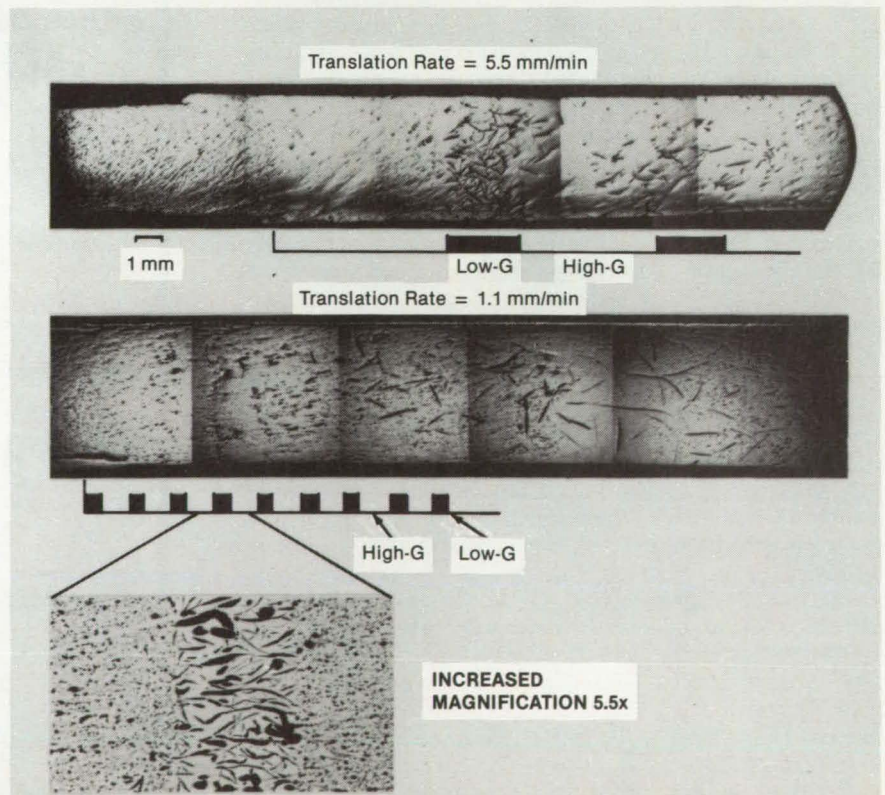 Translation Rate = 5.5 mm/min
1 mm
Low-G
High-G
Translation Rate = 1.1 mm/min
High-G
Low-G
INCREASED
MAGNIFICATION 5.5x